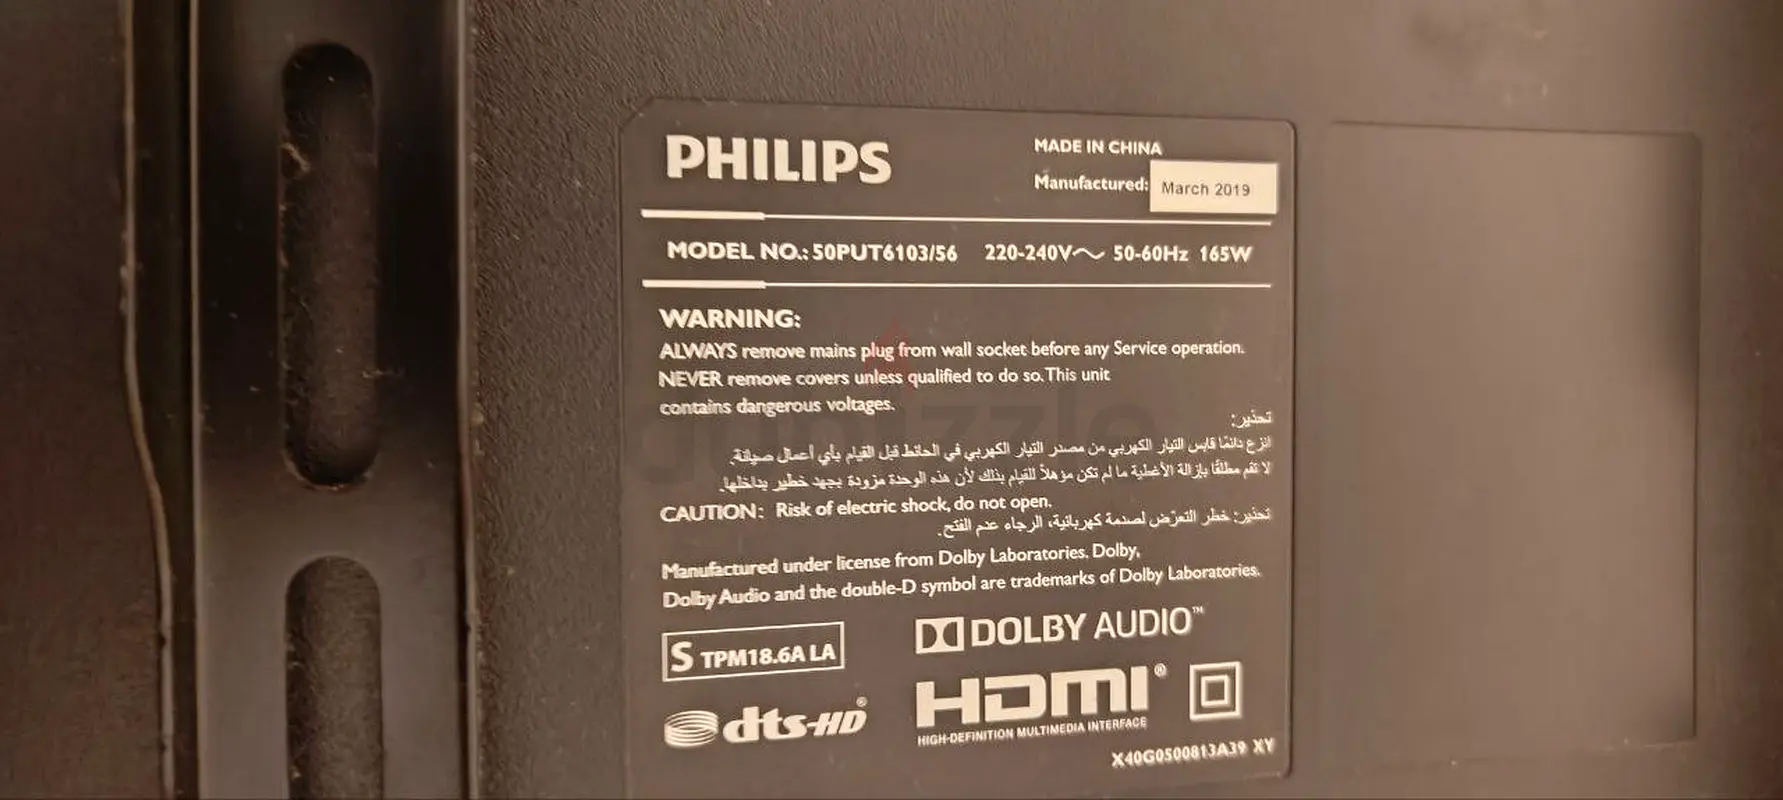 PHILIPS
MADE IN CHINA
Manufactured: March 2019
MODEL NO.: 50PUT6103/56 220-240V~ 50-60Hz 165W
WARNING:
ALWAYS remove mains plug from wall socket before any Service operation.
NEVER remove covers unless qualified to do so. This unit
contains dangerous voltages.
تحذير:
انزع دائمًا قابس التيار الكهربي من مصدر التيار الكهربي في الحائط قبل القيام بأي أعمال صيانة.
لا تقم مطلقًا بإزالة الأغطية ما لم تكن مؤهلاً للقيام بذلك لأن هذه الوحدة مزودة بجهد خطير بداخلها.
CAUTION: Risk of electric shock, do not open.
تحذير: خطر التعرّض لصدمة كهربائية، الرجاء عدم الفتح.
Manufactured under license from Dolby Laboratories. Dolby,
Dolby Audio and the double-D symbol are trademarks of Dolby Laboratories.
S TPM18.6A LA
DOLBY AUDIO™
dts-HD®
HDMI®
HIGH-DEFINITION MULTIMEDIA INTERFACE
X40G0500813A39 XY
dubizzle